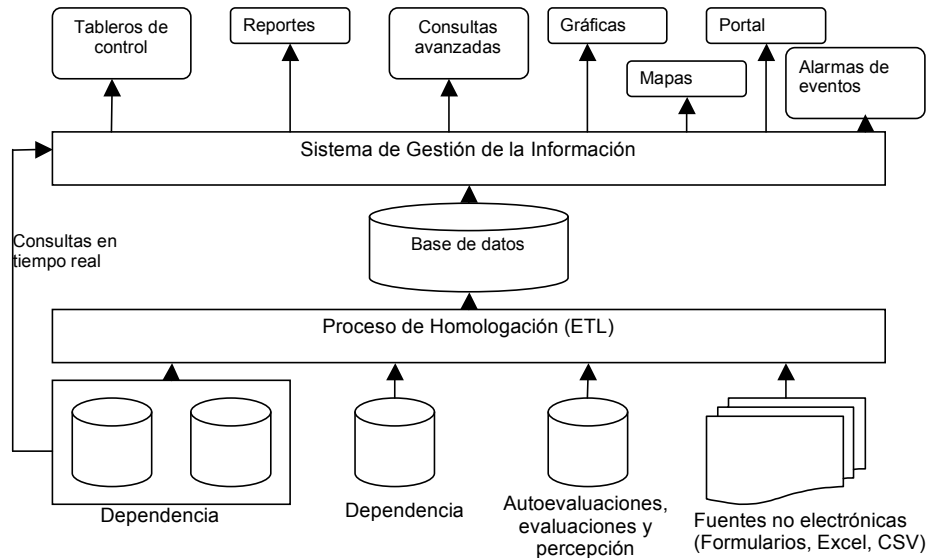 Tableros de
control
Reportes
Consultas
avanzadas
Gráficas
Mapas
Portal
Alarmas de
eventos
Sistema de Gestión de la Información
Consultas en
tiempo real
Base de datos
Proceso de Homologación (ETL)
Dependencia
Dependencia
Autoevaluaciones,
evaluaciones y
percepción
Fuentes no electrónicas
(Formularios, Excel, CSV)